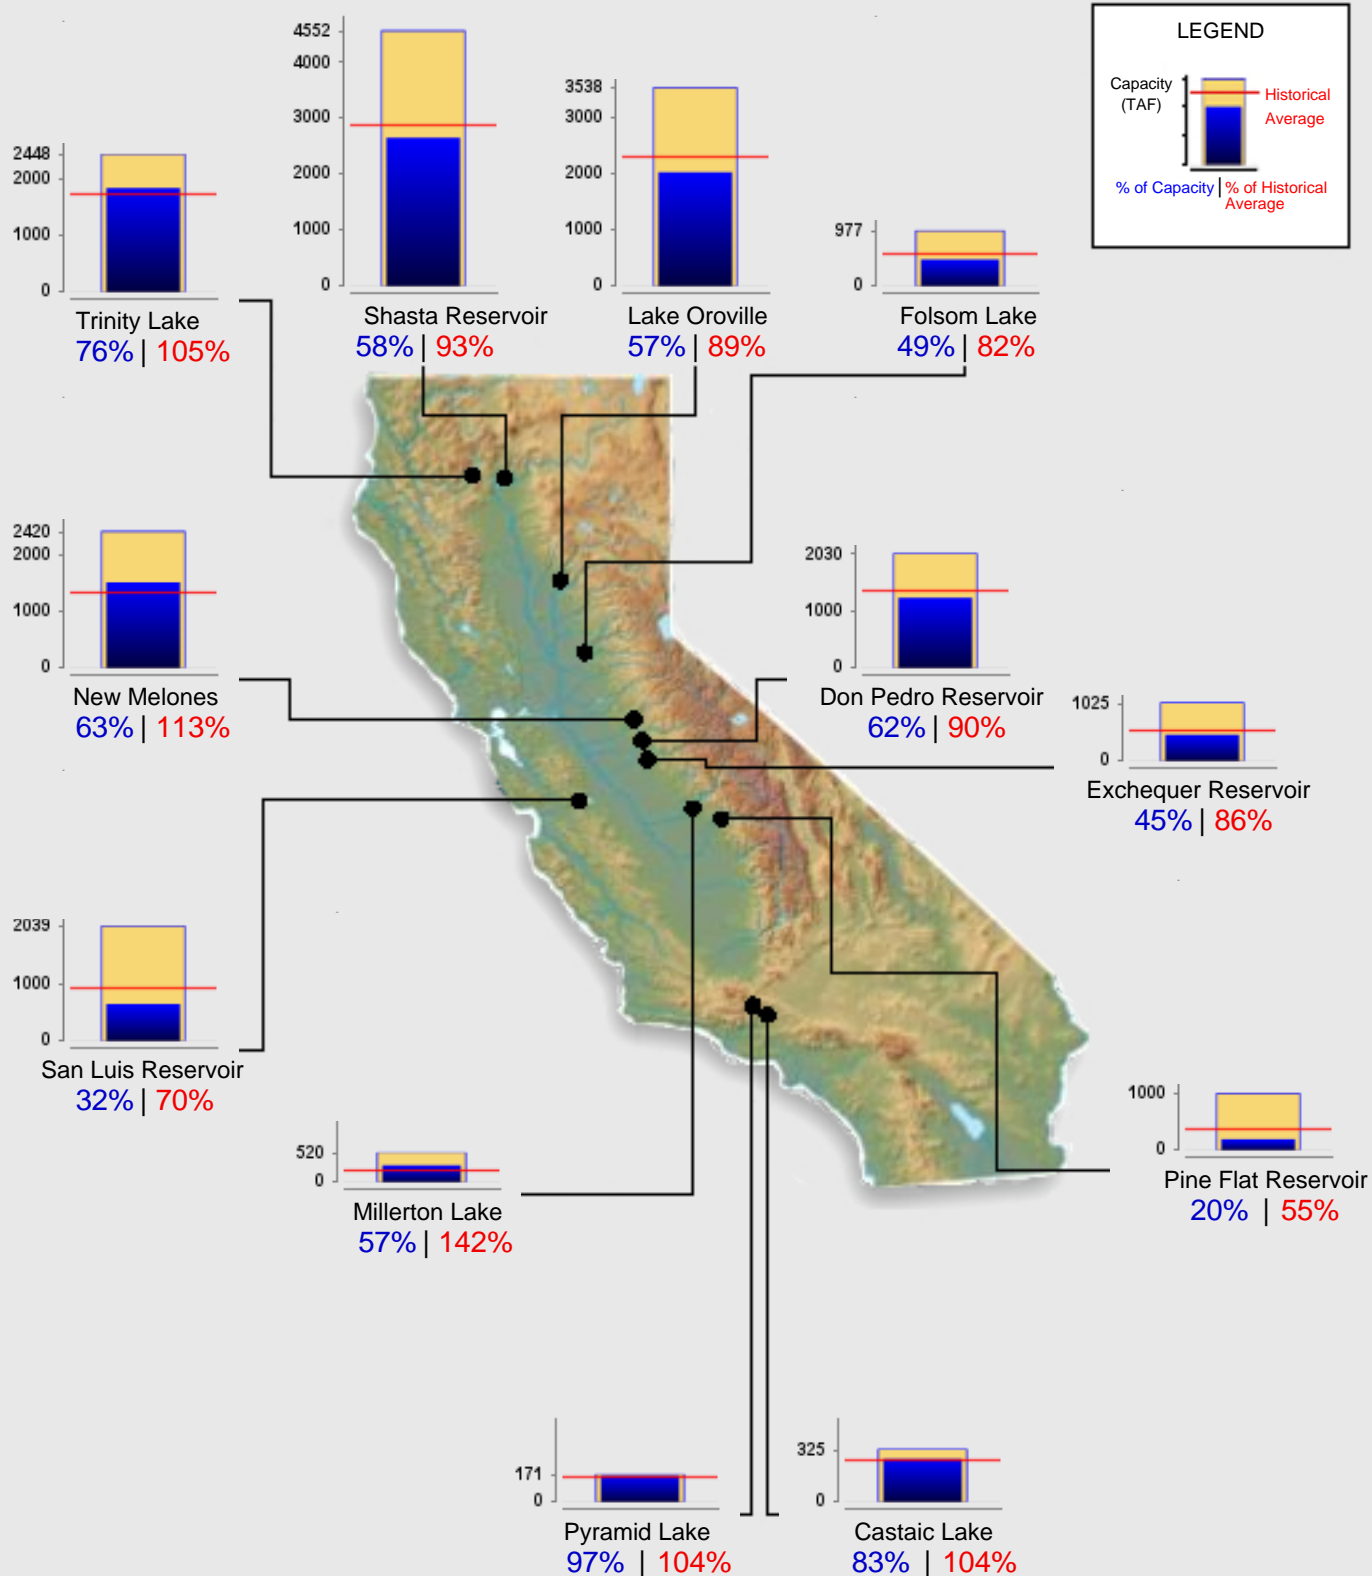 LEGEND
Capacity
(TAF)
Historical
Average
% of Capacity | % of Historical
Average
4552
4000
3000
2000
1000
0
Shasta Reservoir
58% | 93%
3538
3000
2000
1000
0
Lake Oroville
57% | 89%
977
0
Folsom Lake
49% | 82%
2448
2000
1000
0
Trinity Lake
76% | 105%
2420
2000
1000
0
New Melones
63% | 113%
2030
1000
0
Don Pedro Reservoir
62% | 90%
1025
0
Exchequer Reservoir
45% | 86%
2039
1000
0
San Luis Reservoir
32% | 70%
520
0
Millerton Lake
57% | 142%
1000
0
Pine Flat Reservoir
20% | 55%
171
0
Pyramid Lake
97% | 104%
325
0
Castaic Lake
83% | 104%